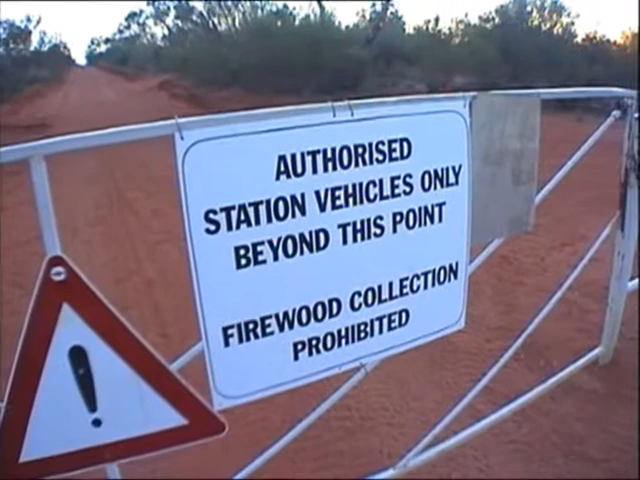 AUTHORISED
STATION VEHICLES ONLY
BEYOND THIS POINT
FIREWOOD COLLECTION
PROHIBITED
!